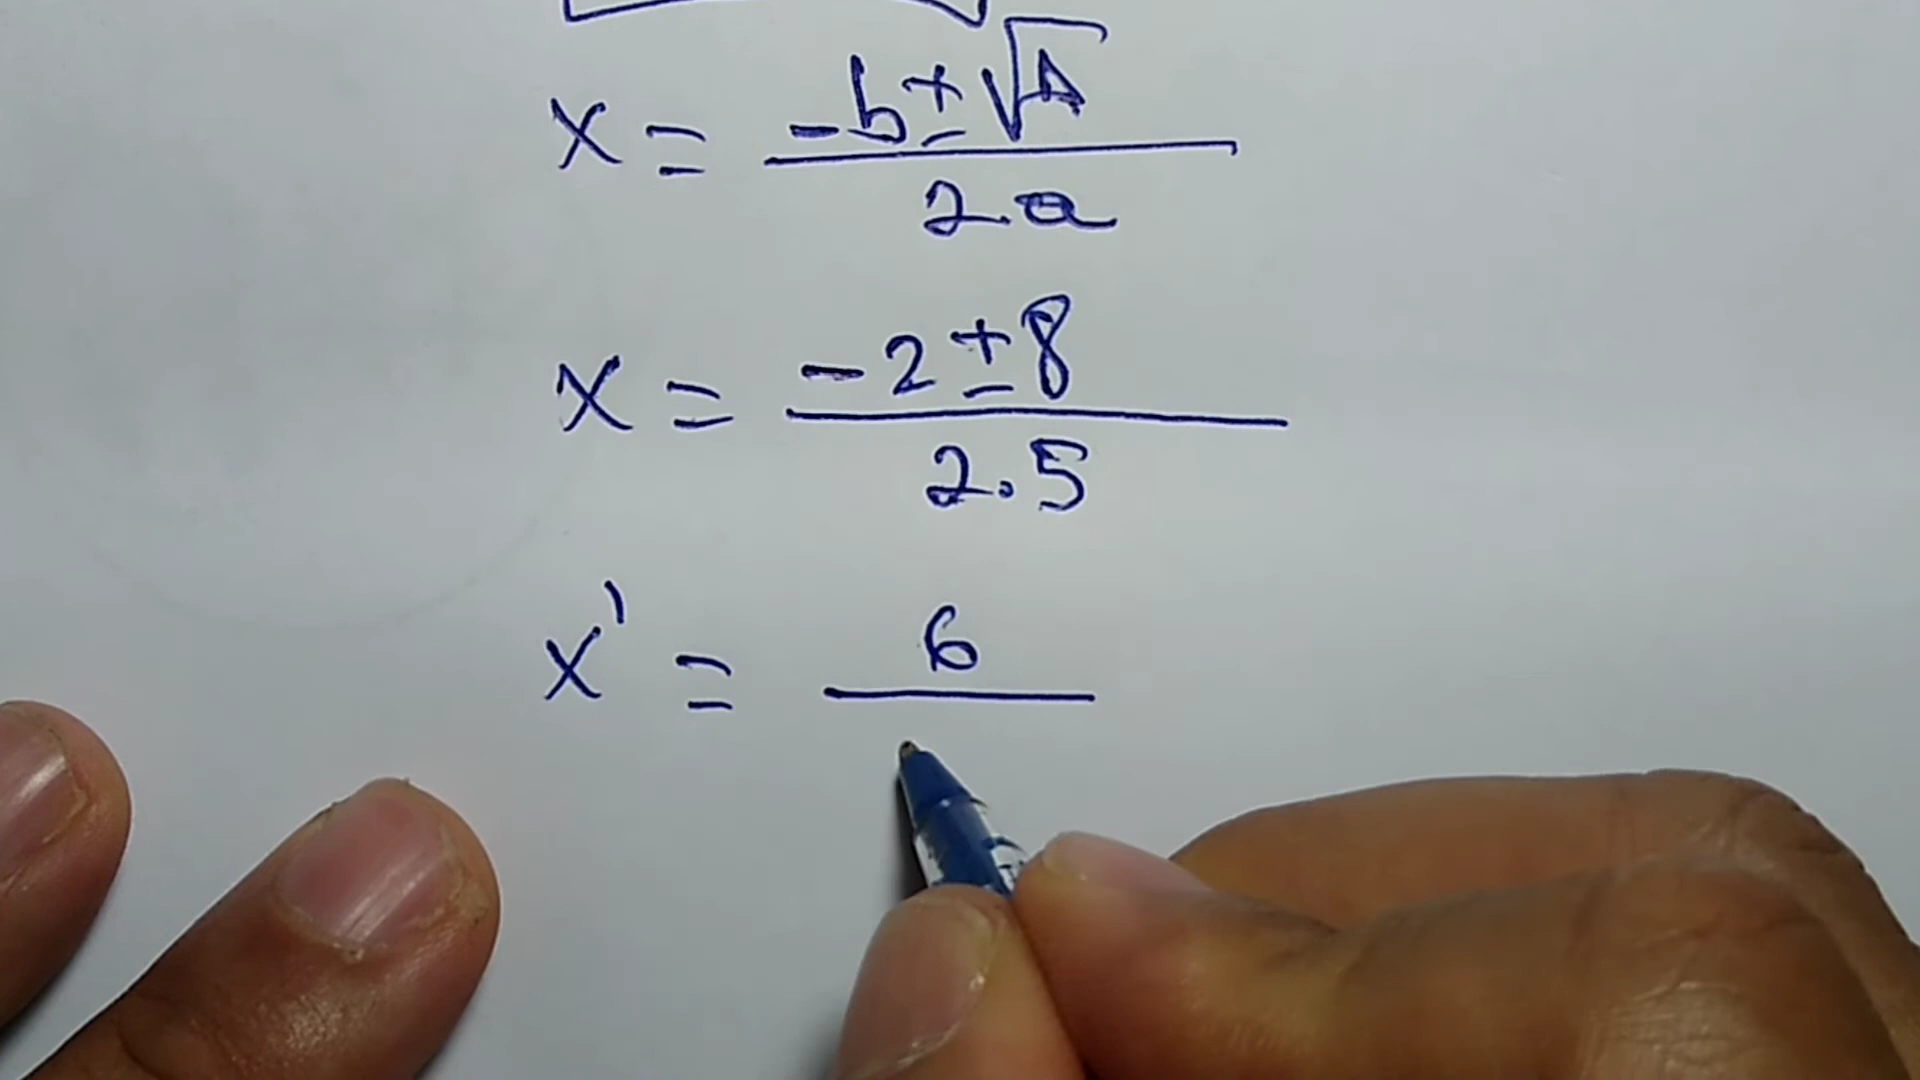 x = -b ± √Δ / 2.a
x = -2 ± 8 / 2.5
x' = 6 /